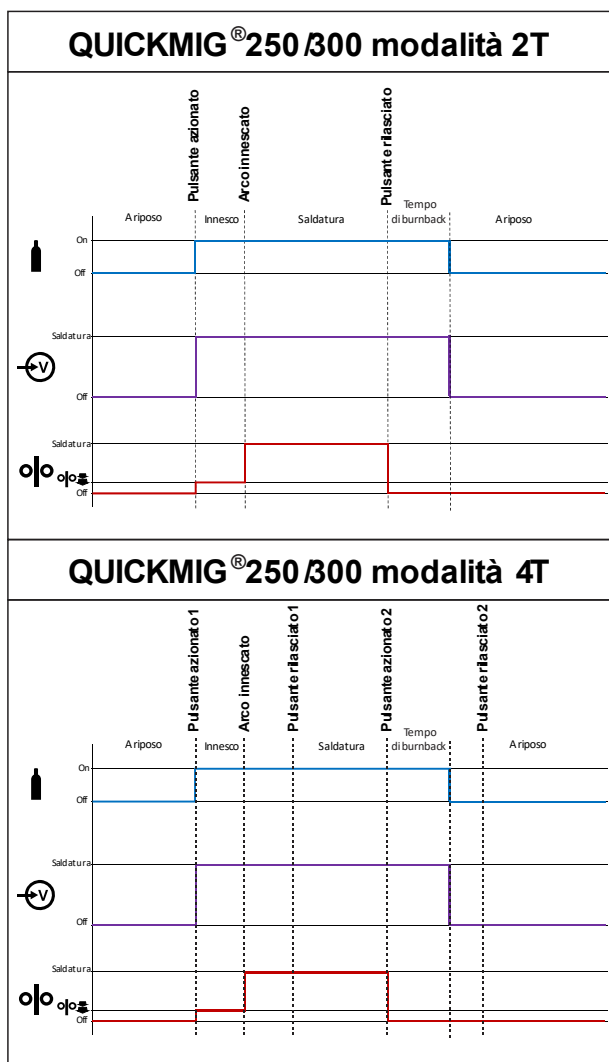 QUICKMIG®250/300 modalità 2T
Pulsante azionato
Arco innescato
Pulsante rilasciato
A riposo
Innesco
Saldatura
Tempo
di burnback
A riposo
On
Off
Saldatura
V
Off
Saldatura
Off
QUICKMIG®250/300 modalità 4T
Pulsante azionato 1
Arco innescato
Pulsante rilasciato 1
Pulsante azionato 2
Pulsante rilasciato 2
A riposo
Innesco
Saldatura
Tempo
di burnback
A riposo
On
Off
Saldatura
V
Off
Saldatura
Off